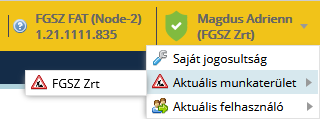 FGSZ FAT (Node-2)
1.21.1111.835
Magdus Adrienn
(FGSZ Zrt)
Saját jogosultság
Aktuális munkaterület
FGSZ Zrt
Aktuális felhasználó